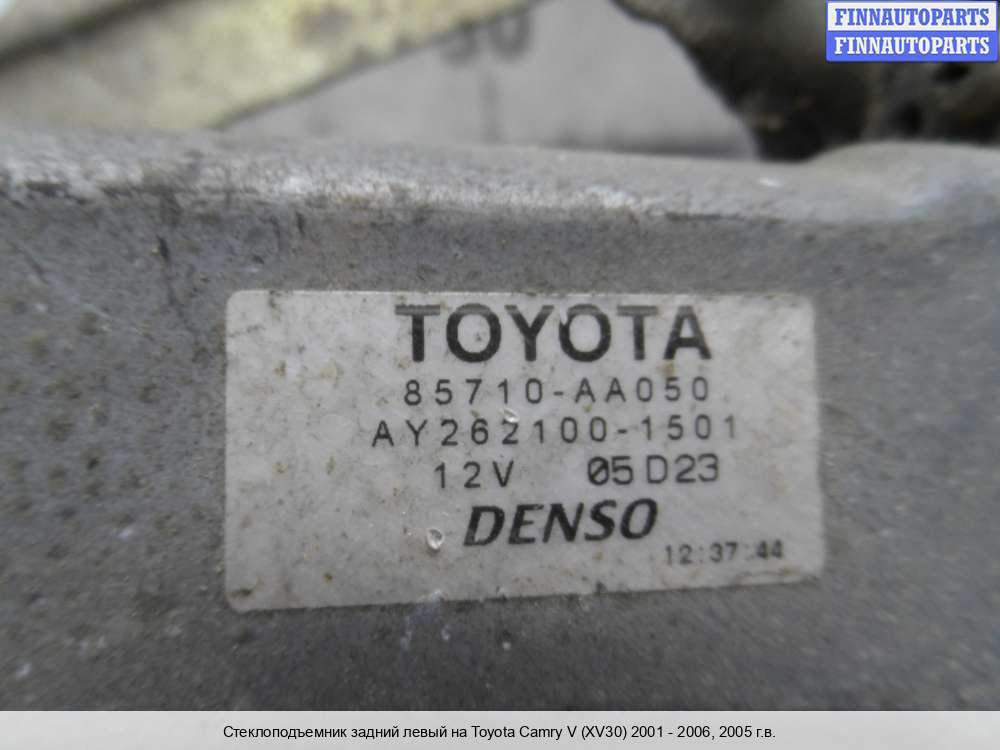 FINNAUTOPARTS
FINNAUTOPARTS
TOYOTA
85710-AA050
AY262100-1501
12V 05D23
DENSO
12:37:44
Стеклоподъемник задний левый на Toyota Camry V (XV30) 2001 - 2006, 2005 г.в.